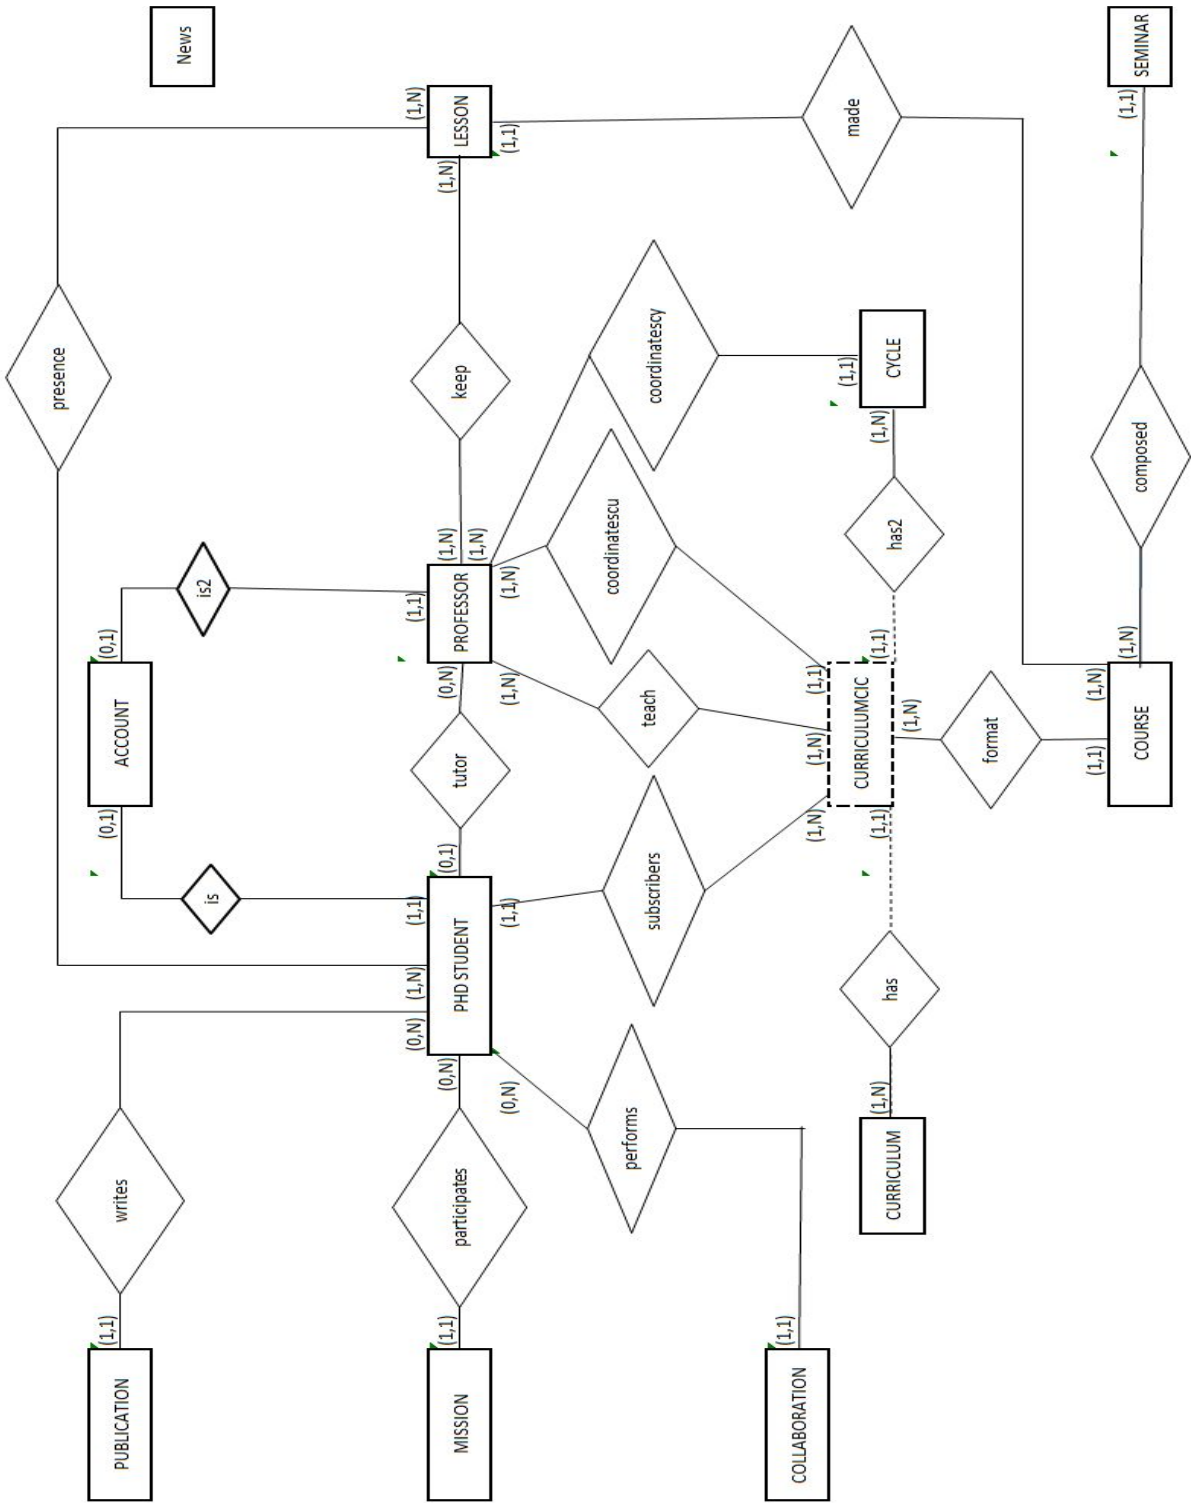 presence
(1,1)
(0,1)
(0,1)
PUBLICATION
writes
ACCOUNT
News
is
is2
(0,N)
(1,N)
(1,1)
(1,1)
(1,N)
(1,1)
(0,N)
(0,1)
(0,N)
(1,N)
(1,N)
MISSION
participates
PHD STUDENT
tutor
PROFESSOR
keep
LESSON
(1,N)
(0,N)
(1,1)
(1,N)
(1,N)
(1,1)
coordinatescu
performs
subscribers
teach
coordinatescy
(1,1)
COLLABORATION
(1,N)
(1,N)
(1,1)
(1,1)
made
CURRICULUMCIC
(1,N)
(1,1)
(1,1)
(1,N)
CURRICULUM
has
has2
CYCLE
(1,N)
format
(1,1)
(1,N)
(1,N)
(1,1)
COURSE
composed
SEMINAR